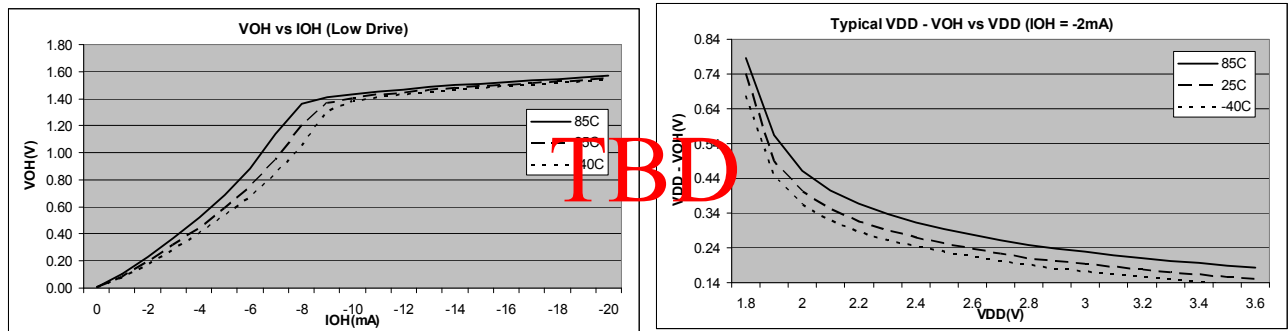 VOH vs IOH (Low Drive)
1.80
1.60
1.40
1.20
1.00
0.80
0.60
0.40
0.20
0.00
VOH(V)
0 -2 -4 -6 -8 -10 -12 -14 -16 -18 -20
IOH(mA)
85C
-40C
TBD
Typical VDD - VOH vs VDD (IOH = -2mA)
0.84
0.74
0.64
0.34
0.24
0.14
VDD - VOH(V)
1.8 2 2.2 2.4 2.6 2.8 3 3.2 3.4 3.6
VDD(V)
85C
25C
-40C